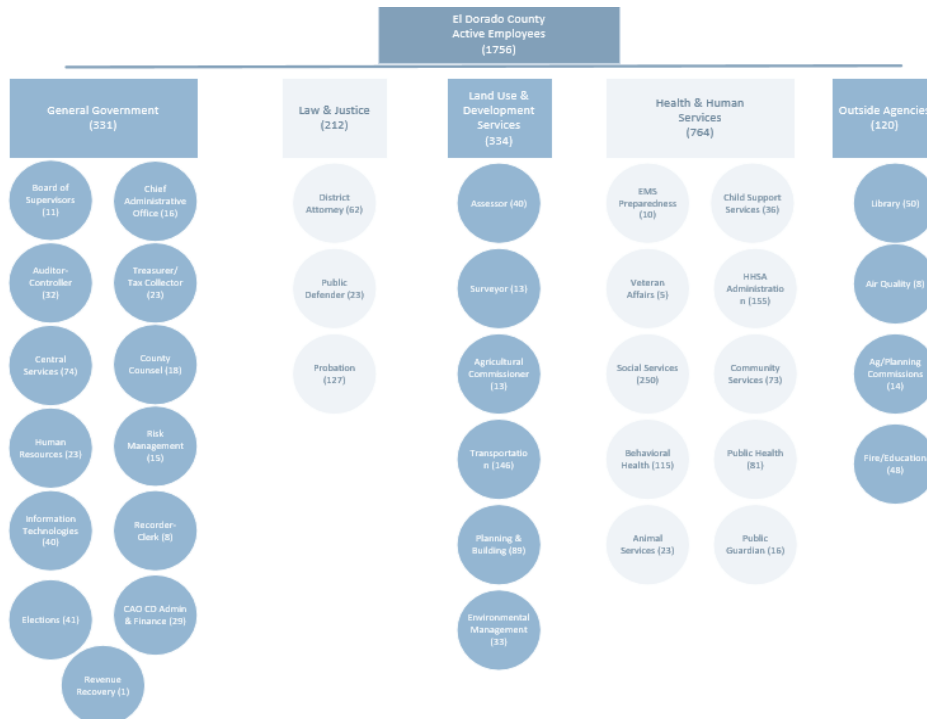 El Dorado County
Active Employees
(1756)
General Government
(331)
Law & Justice
(212)
Land Use &
Development
Services
(334)
Health & Human
Services
(764)
Outside Agencies
(120)
Board of
Supervisors
(11)
Chief
Administrative
Office (16)
Auditor-
Controller
(32)
Treasurer/
Tax Collector
(23)
Central
Services (74)
County
Counsel (18)
Human
Resources (23)
Risk
Management
(15)
Information
Technologies
(40)
Recorder-
Clerk (8)
Elections (41)
CAO CD Admin
& Finance (29)
Revenue
Recovery (1)
District
Attorney (62)
Public
Defender (23)
Probation
(127)
Assessor (40)
Surveyor (13)
Agricultural
Commissioner
(13)
Transportatio
n (146)
Planning &
Building (89)
Environmental
Management
(33)
EMS
Preparedness
(10)
Child Support
Services (36)
Veteran
Affairs (5)
HHSA
Administratio
n (155)
Social Services
(250)
Community
Services (73)
Behavioral
Health (115)
Public Health
(81)
Animal
Services (23)
Public
Guardian (16)
Library (50)
Air Quality (8)
Ag/Planning
Commissions
(14)
Fire/Education
(48)